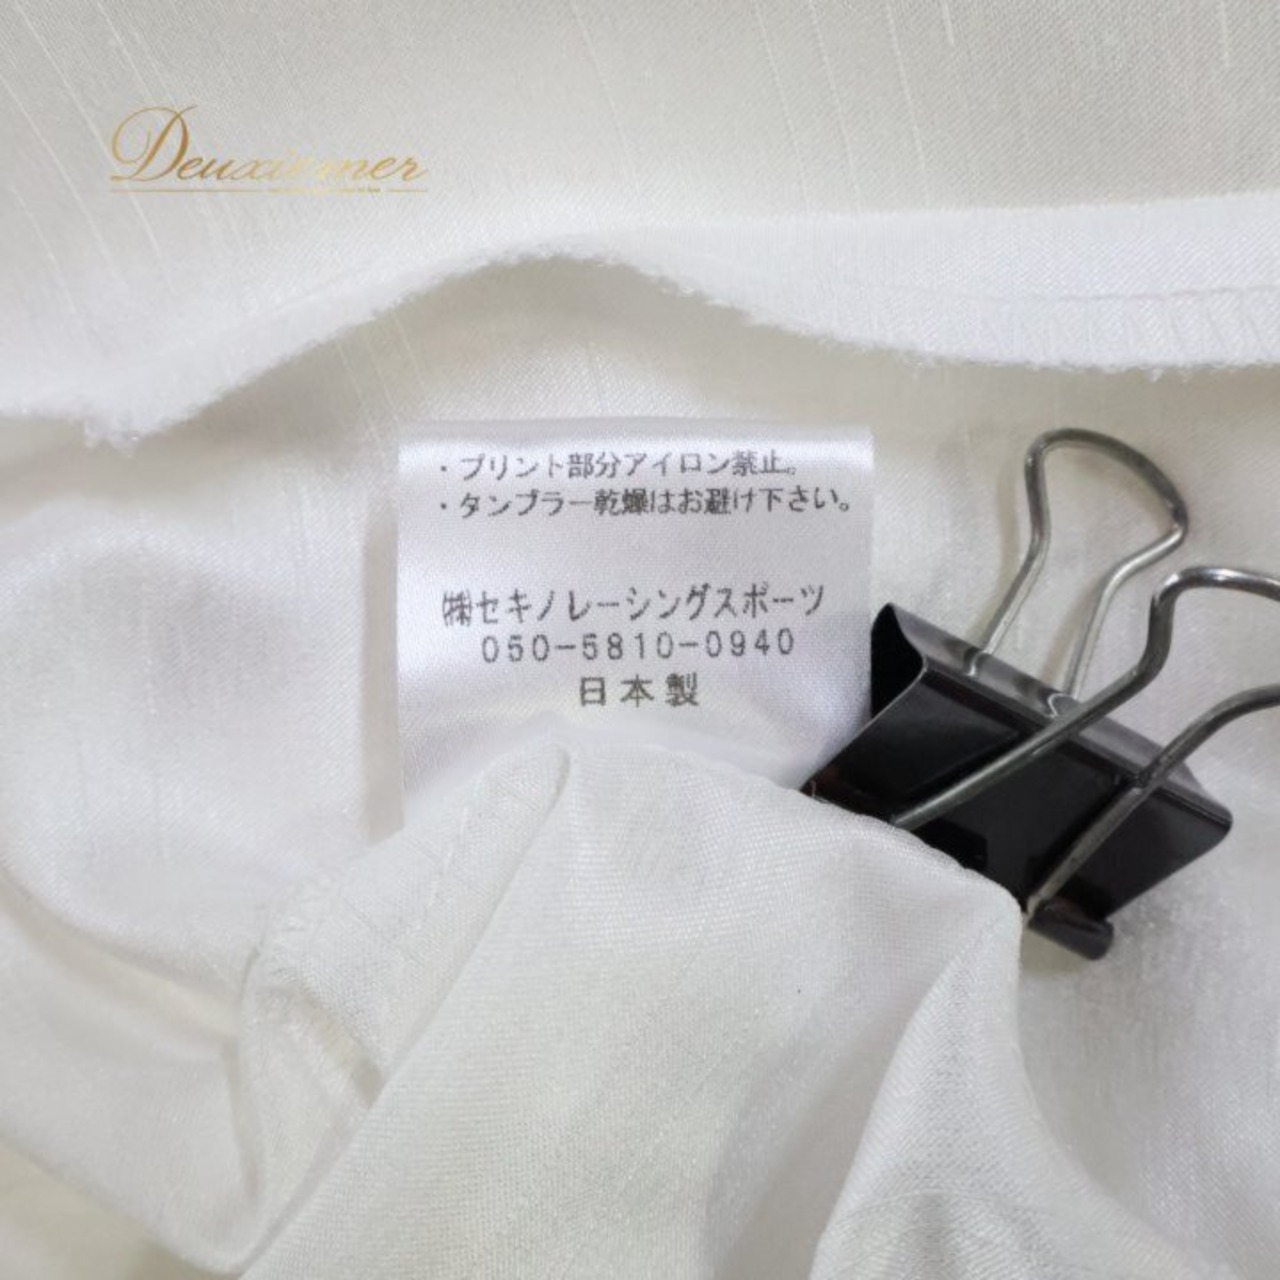 Deuxiemer
・プリント部分アイロン禁止。
・タンブラー乾燥はお避け下さい。
㈱セキノレーシングスポーツ
050-5810-0940
日本製